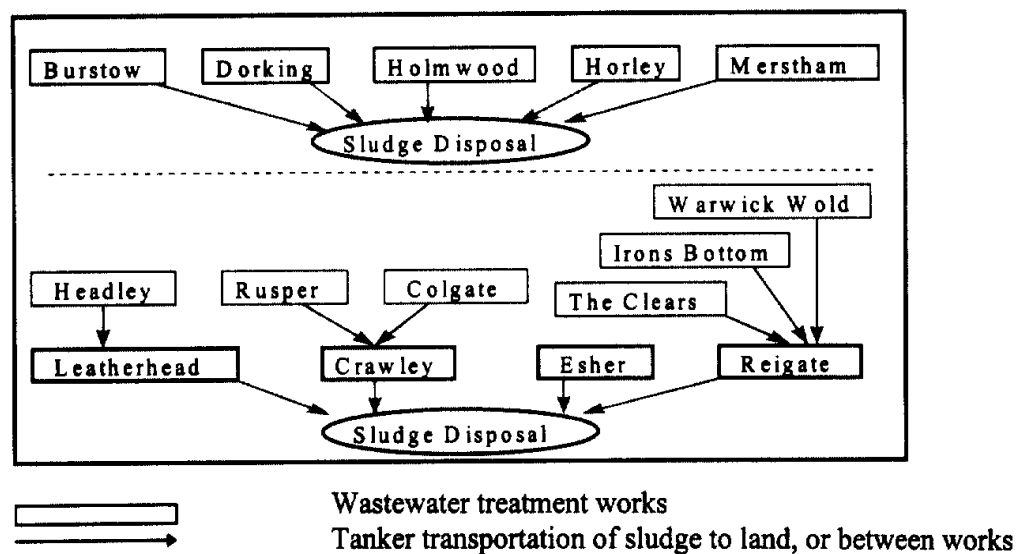 Burstow Dorking Holmwood Horley Merstham
Sludge Disposal
Warwick Wold
Irons Bottom
Headley Rusper Colgate The Clears
Leatherhead Crawley Esher Reigate
Sludge Disposal
Wastewater treatment works
Tanker transportation of sludge to land, or between works